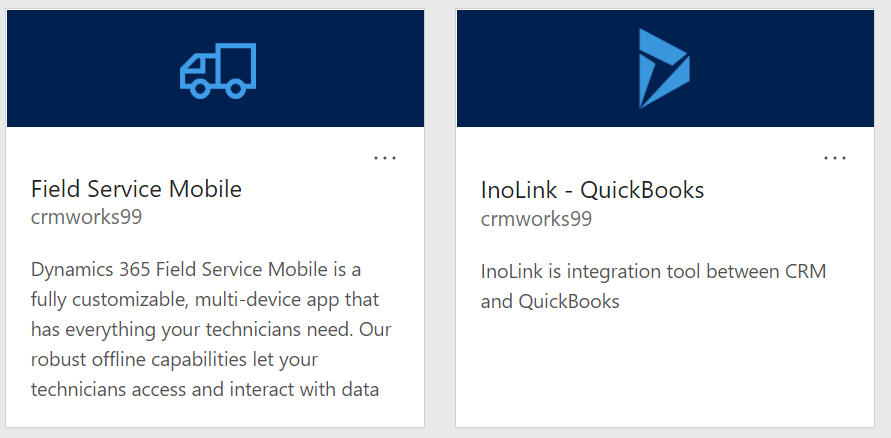 ...
Field Service Mobile
crmworks99
Dynamics 365 Field Service Mobile is a
fully customizable, multi-device app that
has everything your technicians need. Our
robust offline capabilities let your
technicians access and interact with data
...
InoLink - QuickBooks
crmworks99
InoLink is integration tool between CRM
and QuickBooks